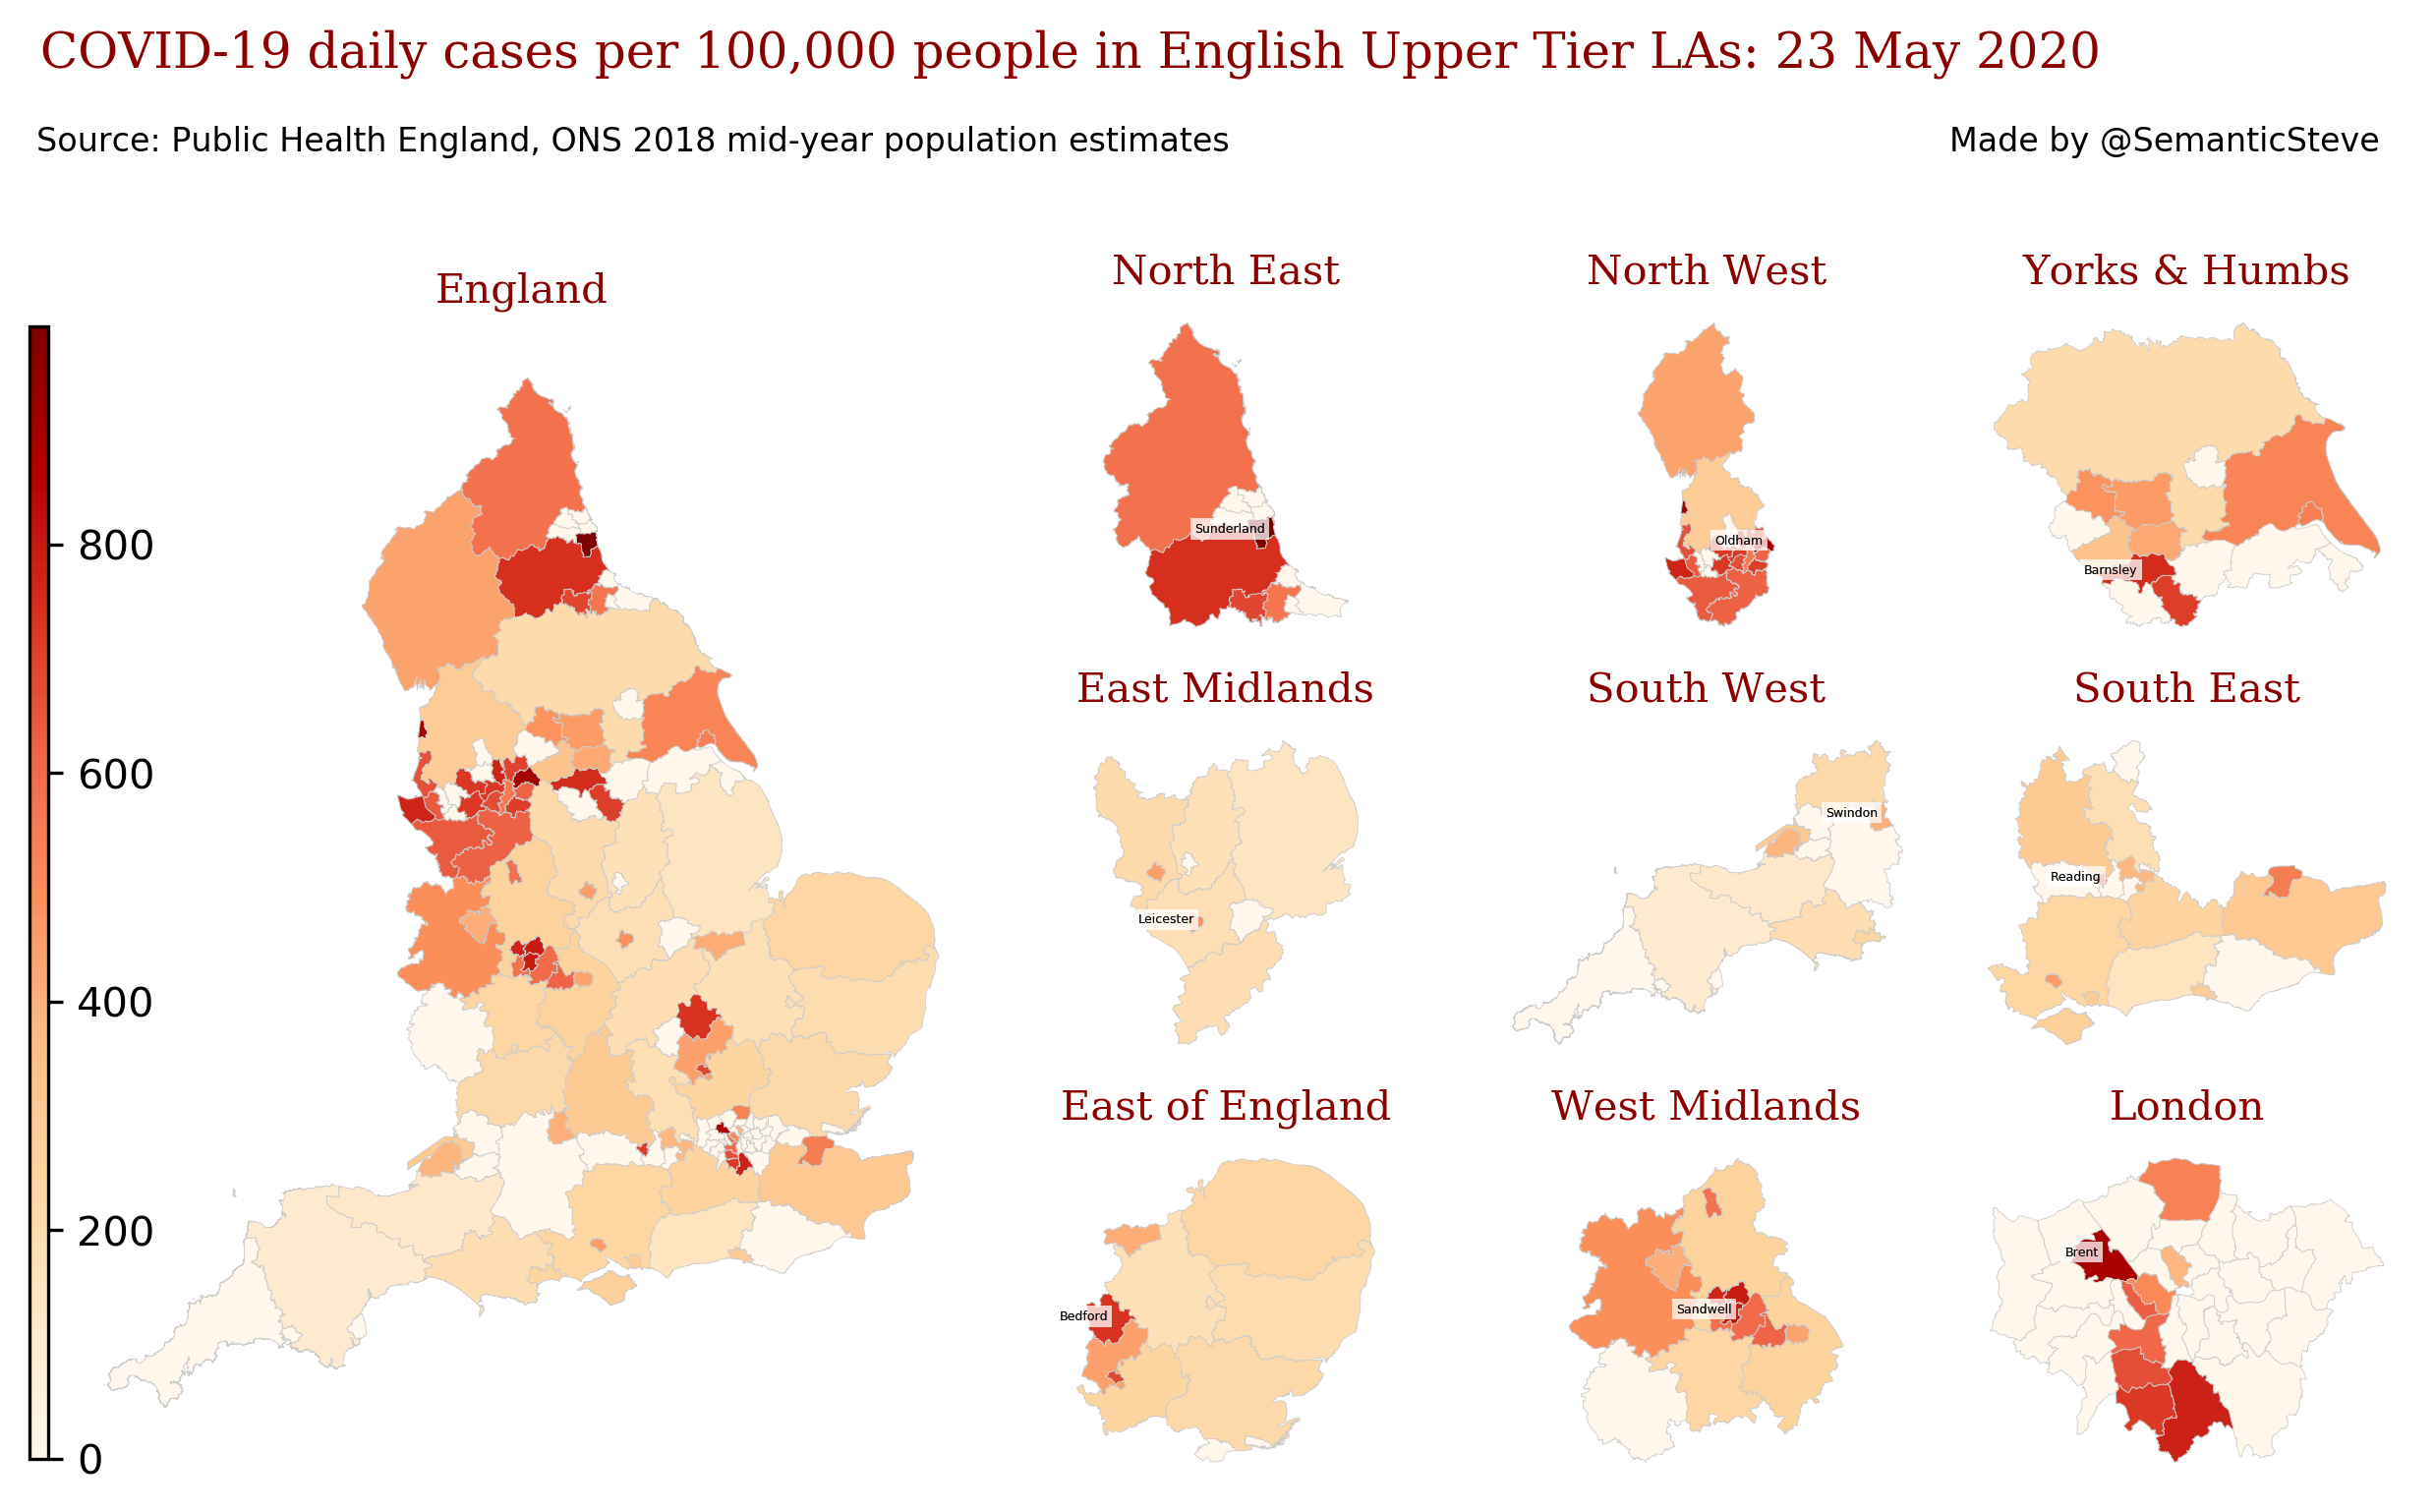 COVID-19 daily cases per 100,000 people in English Upper Tier LAs: 23 May 2020
Source: Public Health England, ONS 2018 mid-year population estimates
Made by @SemanticSteve
England
800
600
400
200
0
North East
Sunderland
North West
Oldham
Yorks & Humbs
Barnsley
East Midlands
Leicester
South West
Swindon
South East
Reading
East of England
Bedford
West Midlands
Sandwell
London
Brent